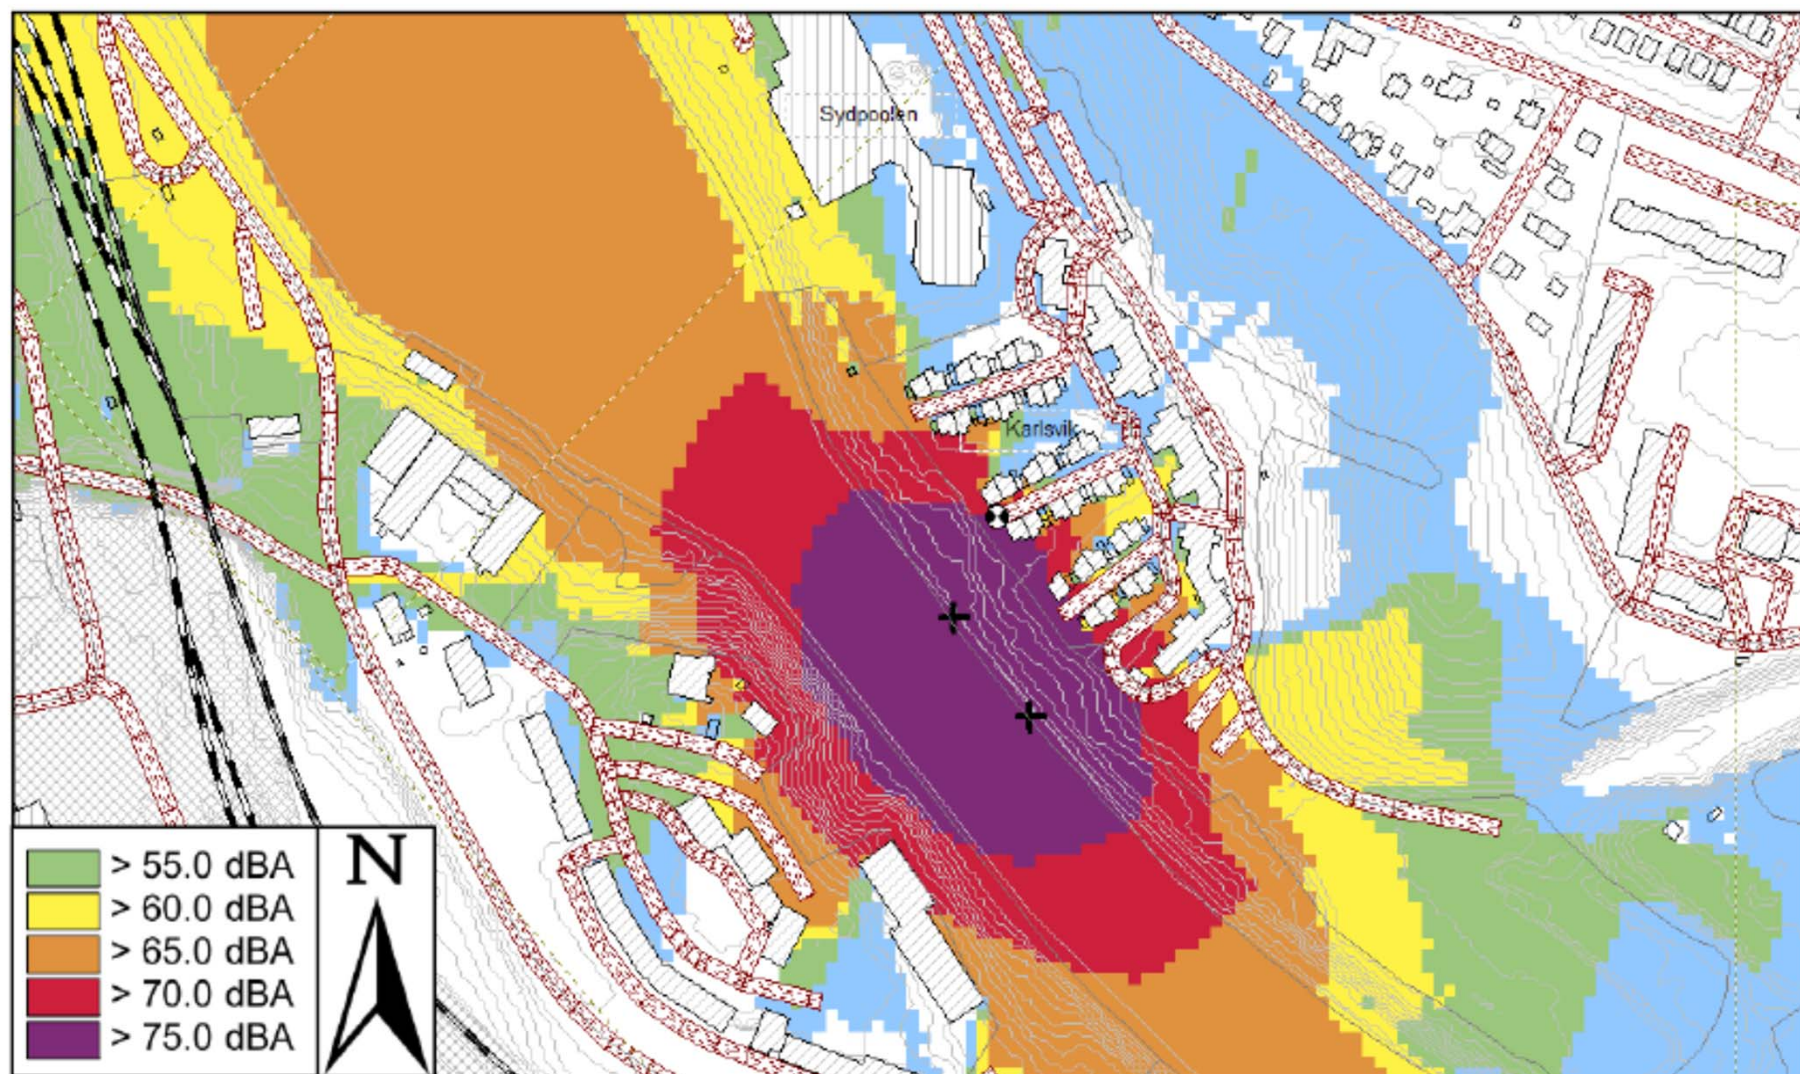 Sydpoolen
Karlsvik
> 55.0 dBA
> 60.0 dBA
> 65.0 dBA
> 70.0 dBA
> 75.0 dBA
N